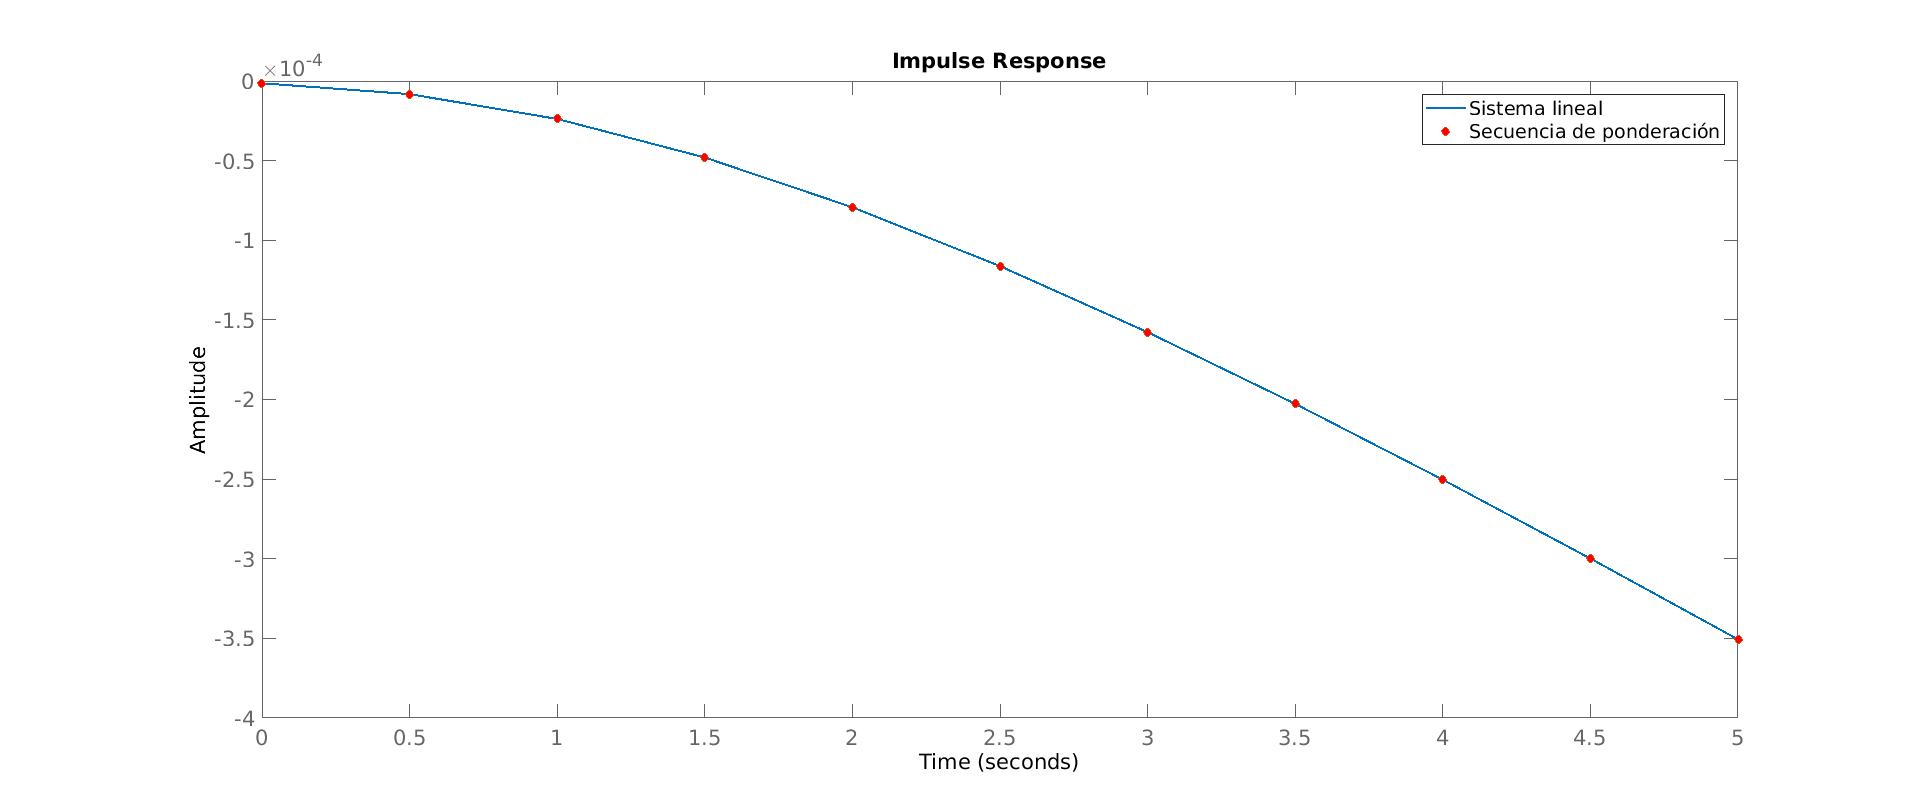 Impulse Response
×10-4
0
-0.5
-1
-1.5
-2
-2.5
-3
-3.5
-4
Amplitude
Sistema lineal
Secuencia de ponderación
0 0.5 1 1.5 2 2.5 3 3.5 4 4.5 5
Time (seconds)